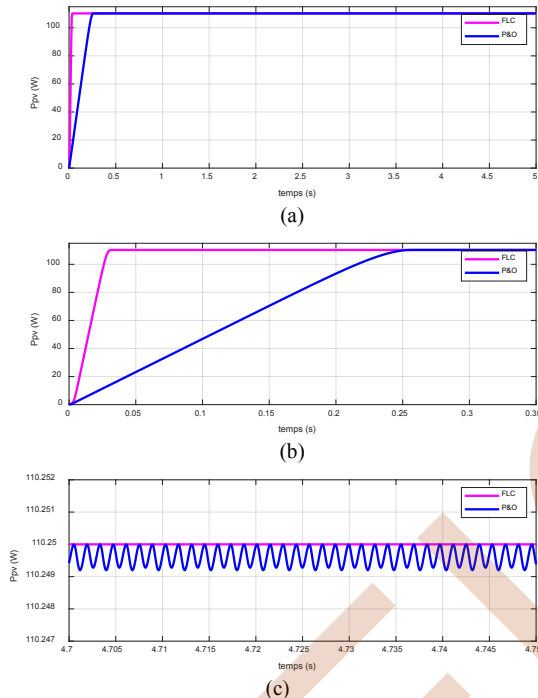 100
80
60
40
20
0
Ppv (W)
FLC
P&O
0 0.5 1 1.5 2 2.5 3 3.5 4 4.5 5
temps (s)
(a)
100
80
60
40
20
0
Ppv (W)
FLC
P&O
0 0.05 0.1 0.15 0.2 0.25 0.3 0.35
temps (s)
(b)
110.252
110.251
110.25
110.249
110.248
110.247
Ppv (W)
FLC
P&O
4.7 4.705 4.71 4.715 4.72 4.725 4.73 4.735 4.74 4.745 4.75
temps (s)
(c)